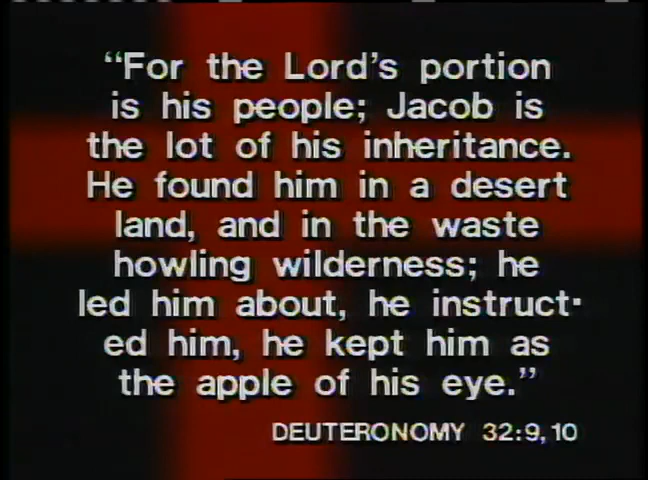 “For the Lord’s portion
is his people; Jacob is
the lot of his inheritance.
He found him in a desert
land, and in the waste
howling wilderness; he
led him about, he instruct-
ed him, he kept him as
the apple of his eye.”
DEUTERONOMY 32:9,10